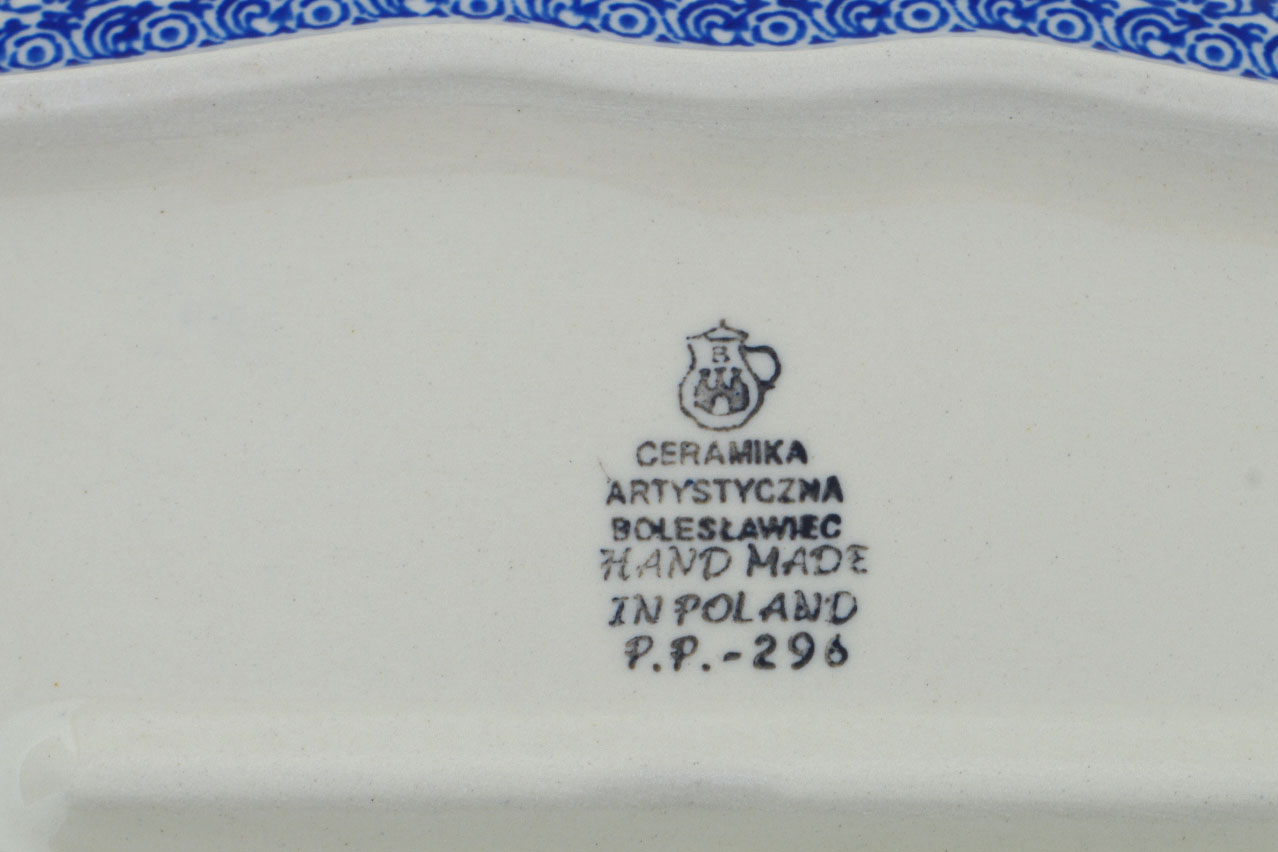 B
CERAMIKA
ARTYSTYCZNA
BOLESŁAWIEC
HAND MADE
IN POLAND
P.P.-296